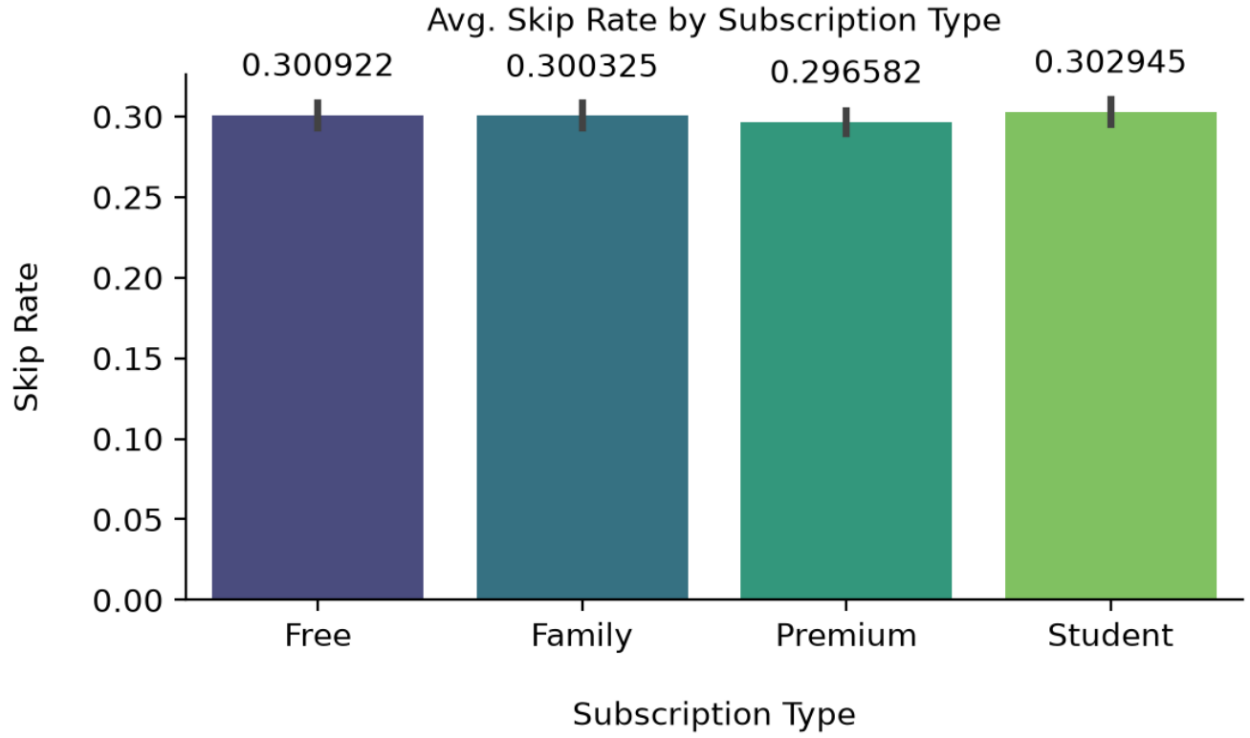 Avg. Skip Rate by Subscription Type
0.300922 0.300325 0.296582 0.302945
Skip Rate
0.30
0.25
0.20
0.15
0.10
0.05
0.00
Free Family Premium Student
Subscription Type